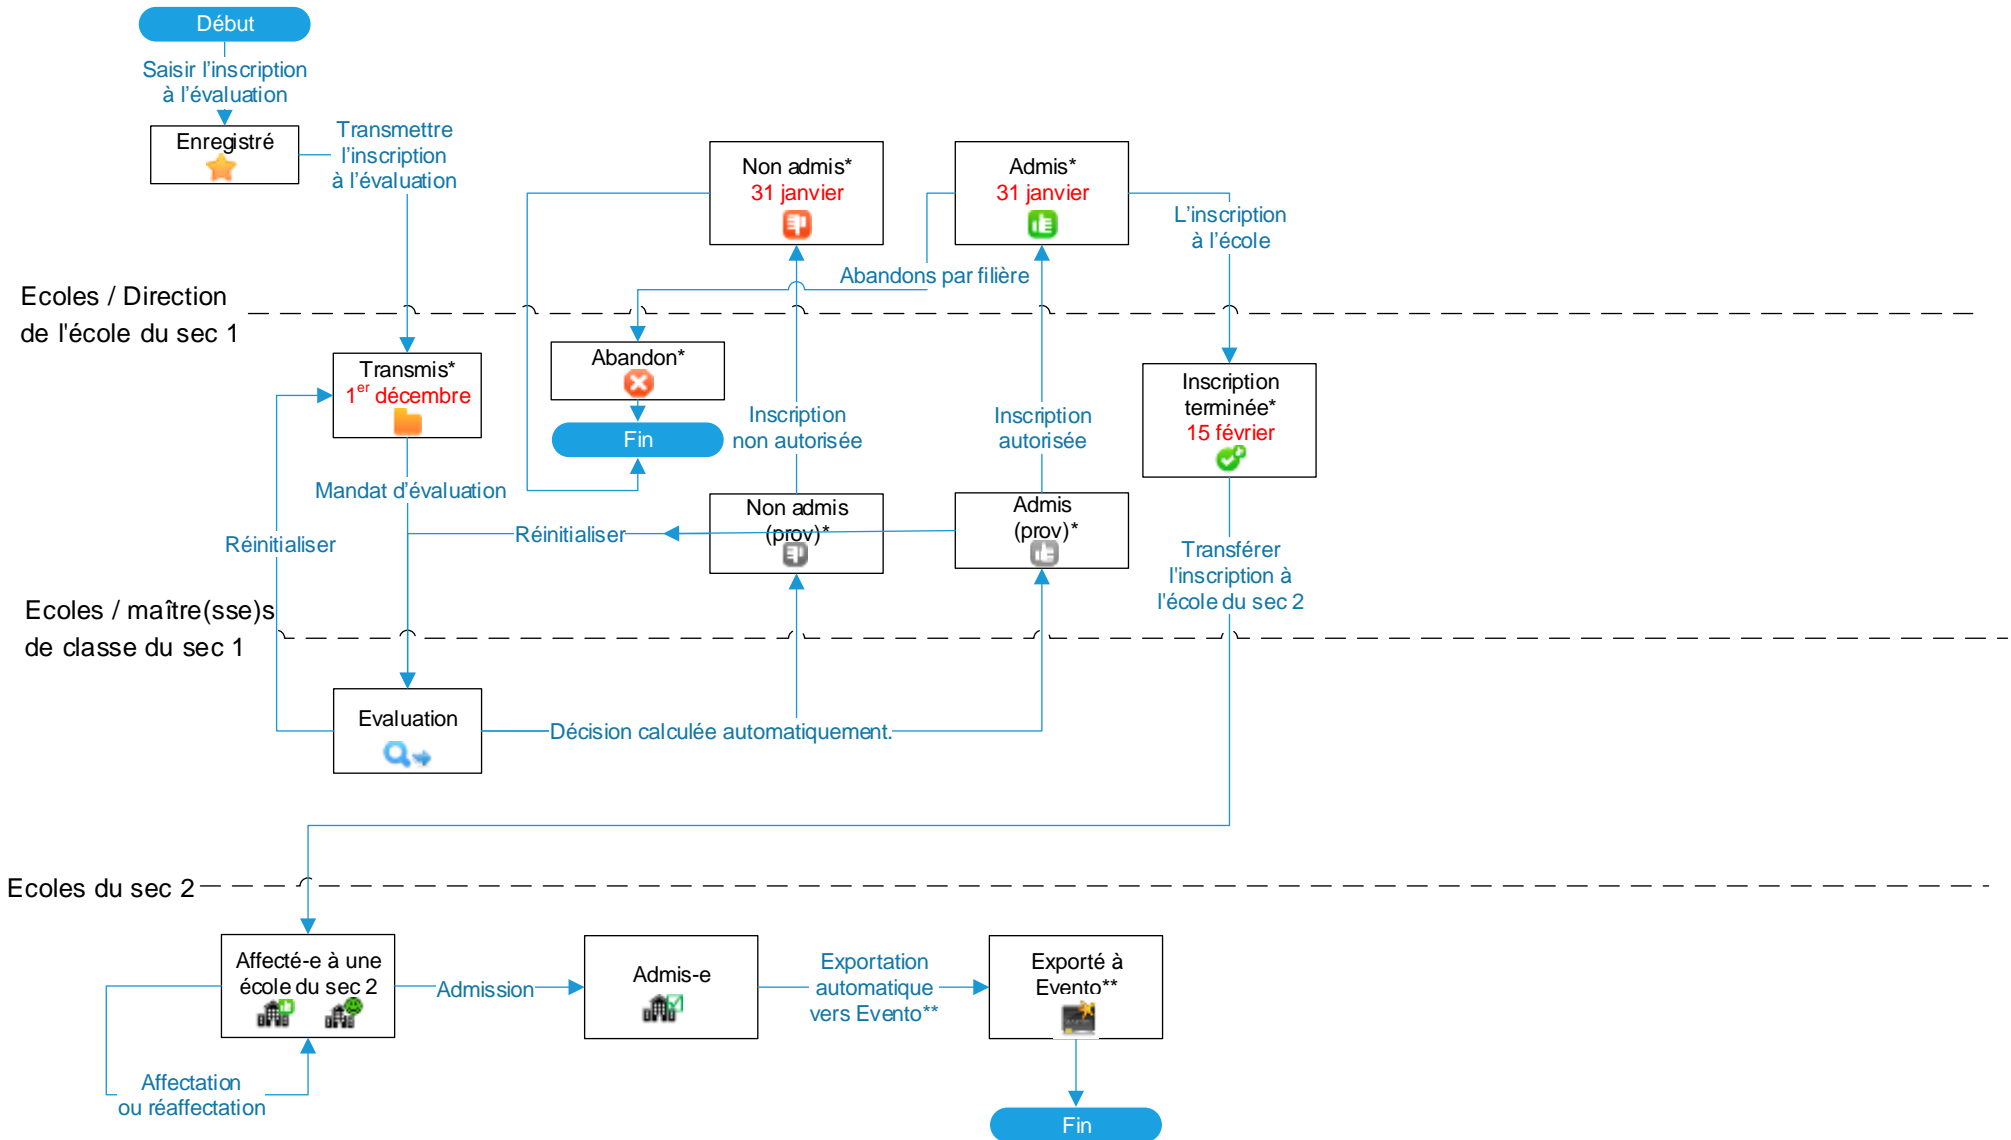 Début
Saisir l'inscription
à l'évaluation
Enregistré
Transmettre
l'inscription
à l'évaluation
Non admis*
31 janvier
Admis*
31 janvier
L'inscription
à l'école
Abandons par filière
Ecoles / Direction
de l'école du sec 1
Transmis*
1er décembre
Abandon*
Fin
Inscription
non autorisée
Inscription
autorisée
Inscription
terminée*
15 février
Mandat d'évaluation
Non admis
(prov)*
Admis
(prov)*
Réinitialiser
Réinitialiser
Transférer
l'inscription à
l'école du sec 2
Ecoles / maître(sse)s
de classe du sec 1
Evaluation
Décision calculée automatiquement.
Ecoles du sec 2
Affecté-e à une
école du sec 2
Admission
Admis-e
Exportation
automatique
vers Evento**
Exporté à
Evento**
Affectation
ou réaffectation
Fin